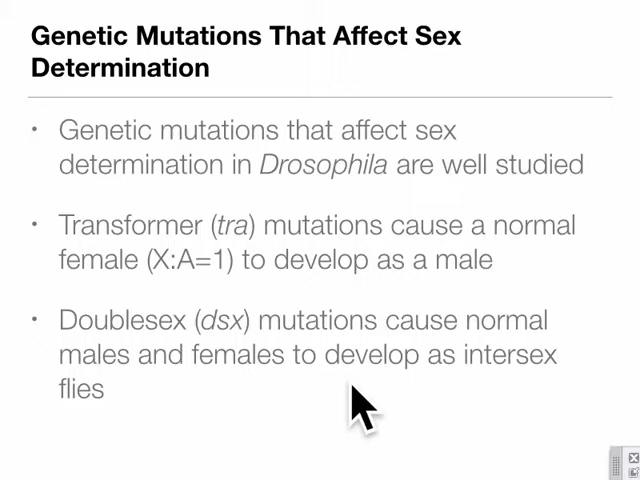 Genetic Mutations That Affect Sex
Determination
• Genetic mutations that affect sex
determination in Drosophila are well studied
• Transformer (tra) mutations cause a normal
female (X:A=1) to develop as a male
• Doublesex (dsx) mutations cause normal
males and females to develop as intersex
flies